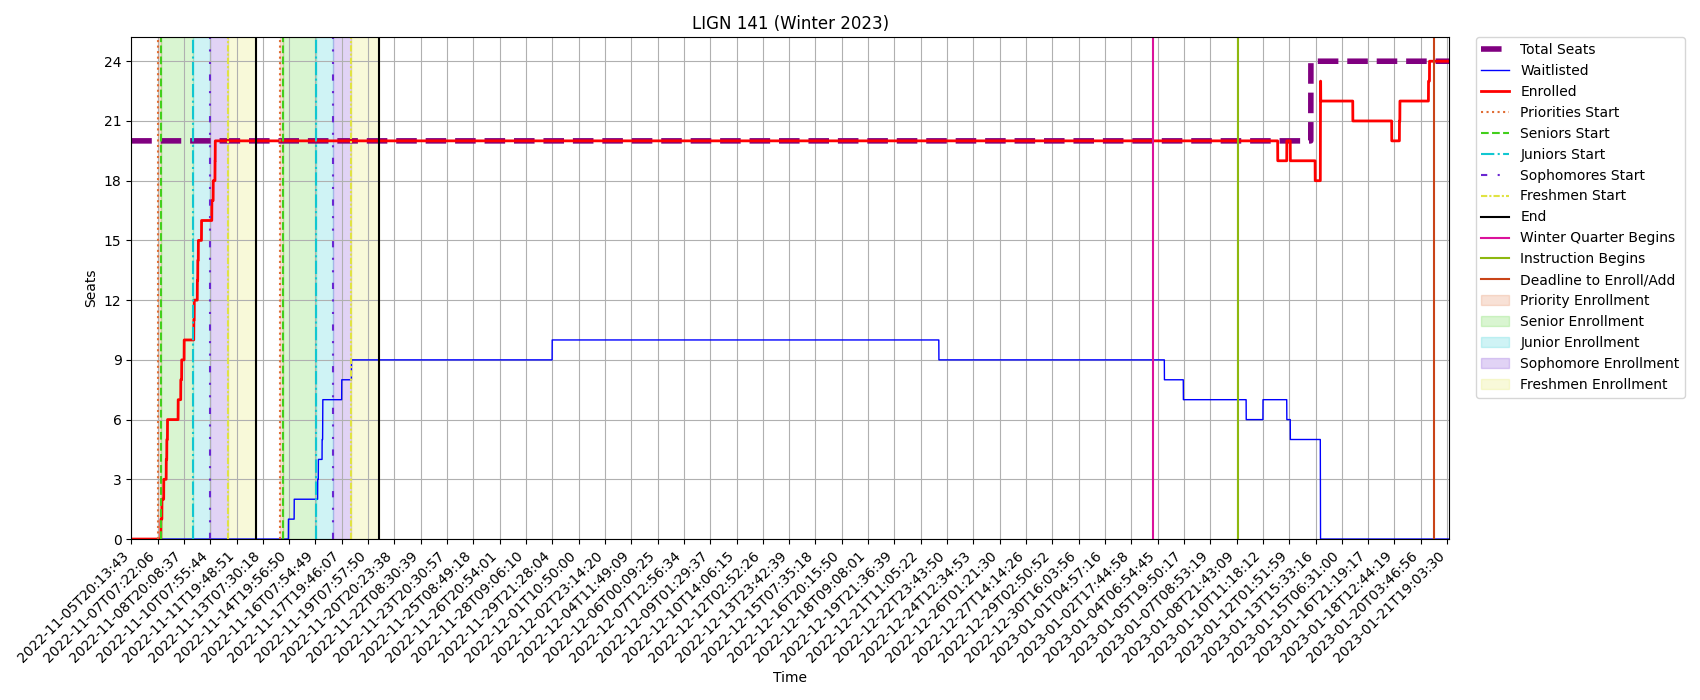 LIGN 141 (Winter 2023)
Seats
24
21
18
15
12
9
6
3
0
2022-11-05T20:13:43
2022-11-07T07:22:06
2022-11-08T20:08:37
2022-11-10T07:55:44
2022-11-11T19:48:51
2022-11-13T07:30:18
2022-11-14T19:56:50
2022-11-16T07:54:49
2022-11-17T19:46:07
2022-11-19T07:57:50
2022-11-20T20:23:38
2022-11-22T08:30:39
2022-11-23T20:30:57
2022-11-25T08:49:18
2022-11-26T20:54:01
2022-11-28T09:06:10
2022-11-29T21:28:04
2022-12-01T10:50:00
2022-12-02T23:14:20
2022-12-04T11:49:09
2022-12-06T00:09:25
2022-12-07T12:56:34
2022-12-09T01:29:37
2022-12-10T14:06:15
2022-12-12T02:52:26
2022-12-13T23:42:39
2022-12-15T07:35:18
2022-12-16T20:15:50
2022-12-18T09:08:01
2022-12-19T21:36:39
2022-12-21T11:05:22
2022-12-22T23:43:50
2022-12-24T12:34:53
2022-12-26T01:21:30
2022-12-27T14:14:26
2022-12-29T02:50:52
2022-12-30T16:03:56
2023-01-01T04:57:16
2023-01-02T17:44:58
2023-01-04T06:54:45
2023-01-05T19:50:17
2023-01-07T08:53:19
2023-01-08T21:43:09
2023-01-10T11:18:12
2023-01-12T01:51:59
2023-01-13T15:33:16
2023-01-15T06:31:00
2023-01-16T21:19:17
2023-01-18T12:44:19
2023-01-20T03:46:56
2023-01-21T19:03:30
Time
Total Seats
Waitlisted
Enrolled
Priorities Start
Seniors Start
Juniors Start
Sophomores Start
Freshmen Start
End
Winter Quarter Begins
Instruction Begins
Deadline to Enroll/Add
Priority Enrollment
Senior Enrollment
Junior Enrollment
Sophomore Enrollment
Freshmen Enrollment